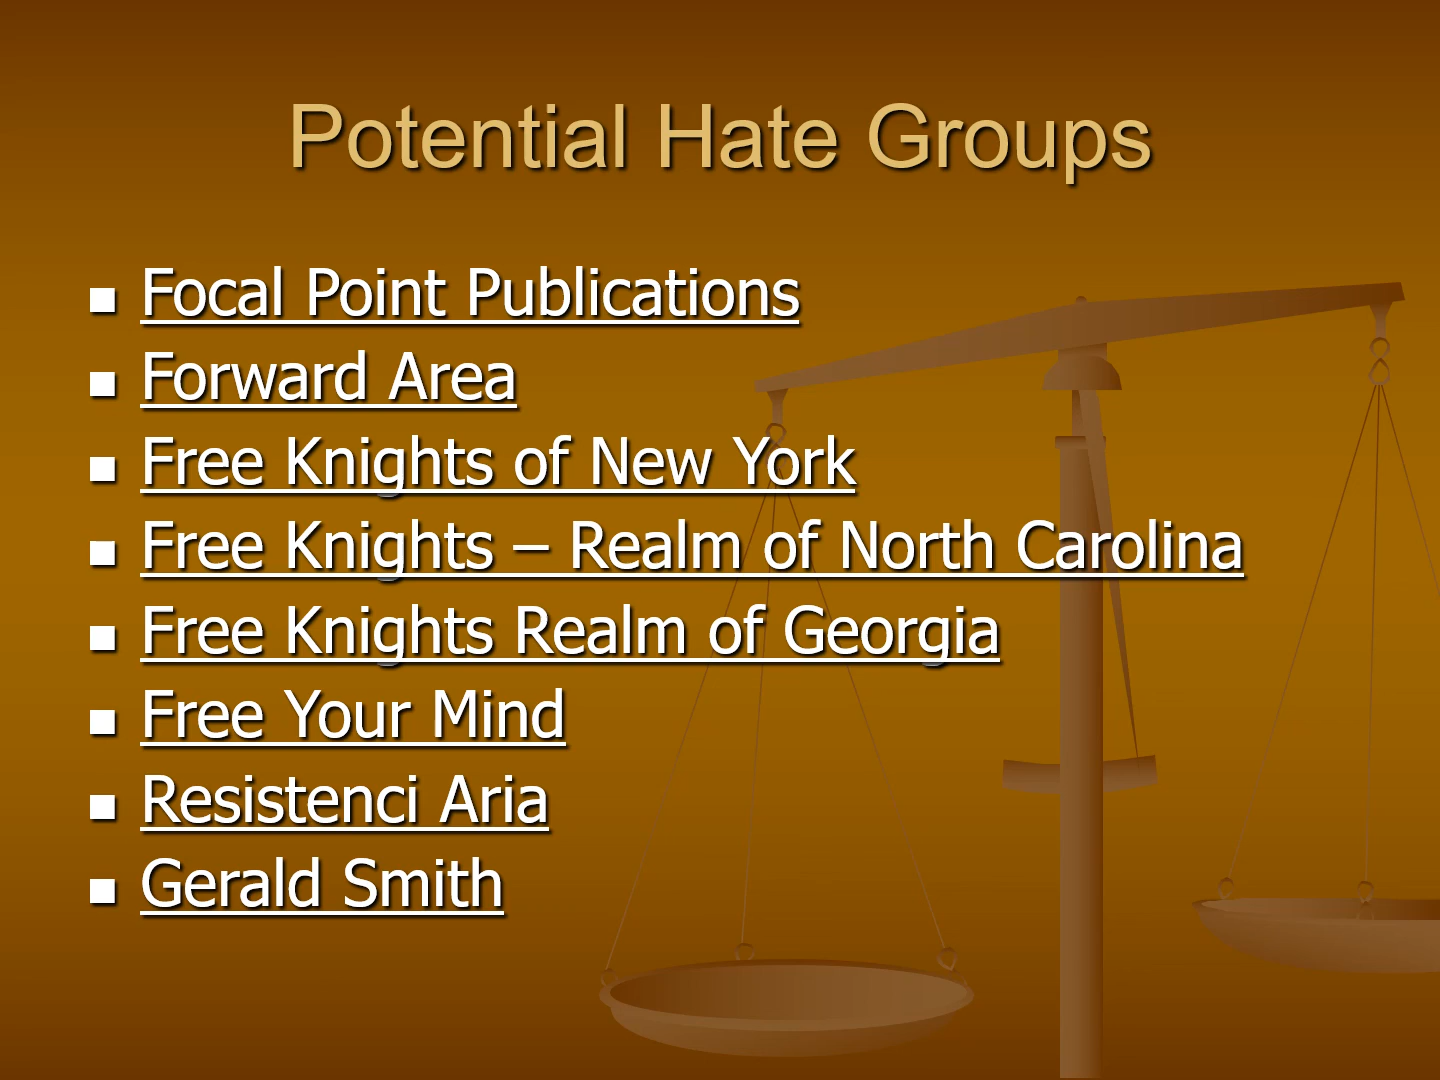 Potential Hate Groups
Focal Point Publications
Forward Area
Free Knights of New York
Free Knights – Realm of North Carolina
Free Knights Realm of Georgia
Free Your Mind
Resistenci Aria
Gerald Smith